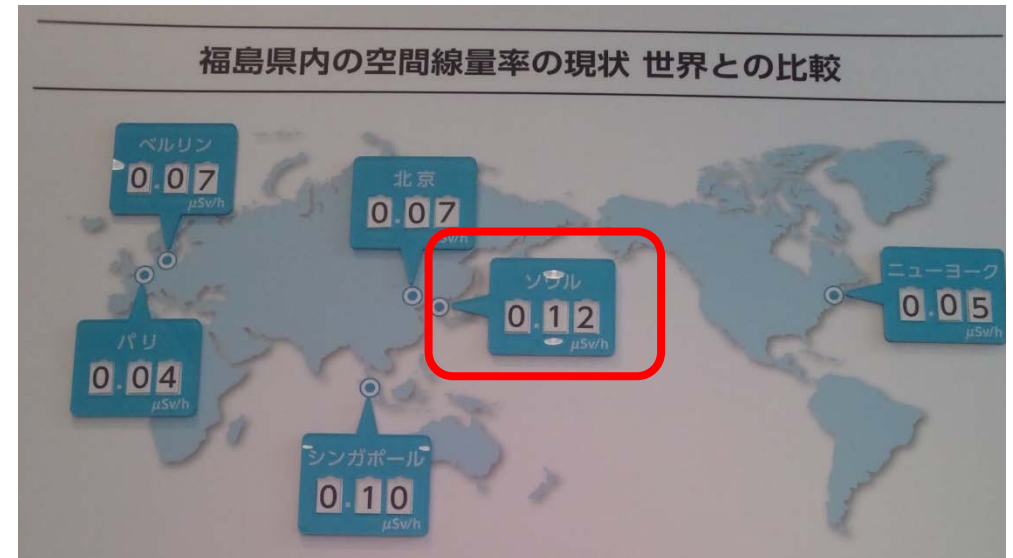 福島県内の空間線量率の現状 世界との比較
ベルリン
0.07
μSv/h
北京
0.07
μSv/h
ソウル
0.12
μSv/h
ニューヨーク
0.05
μSv/h
パリ
0.04
μSv/h
シンガポール
0.10
μSv/h